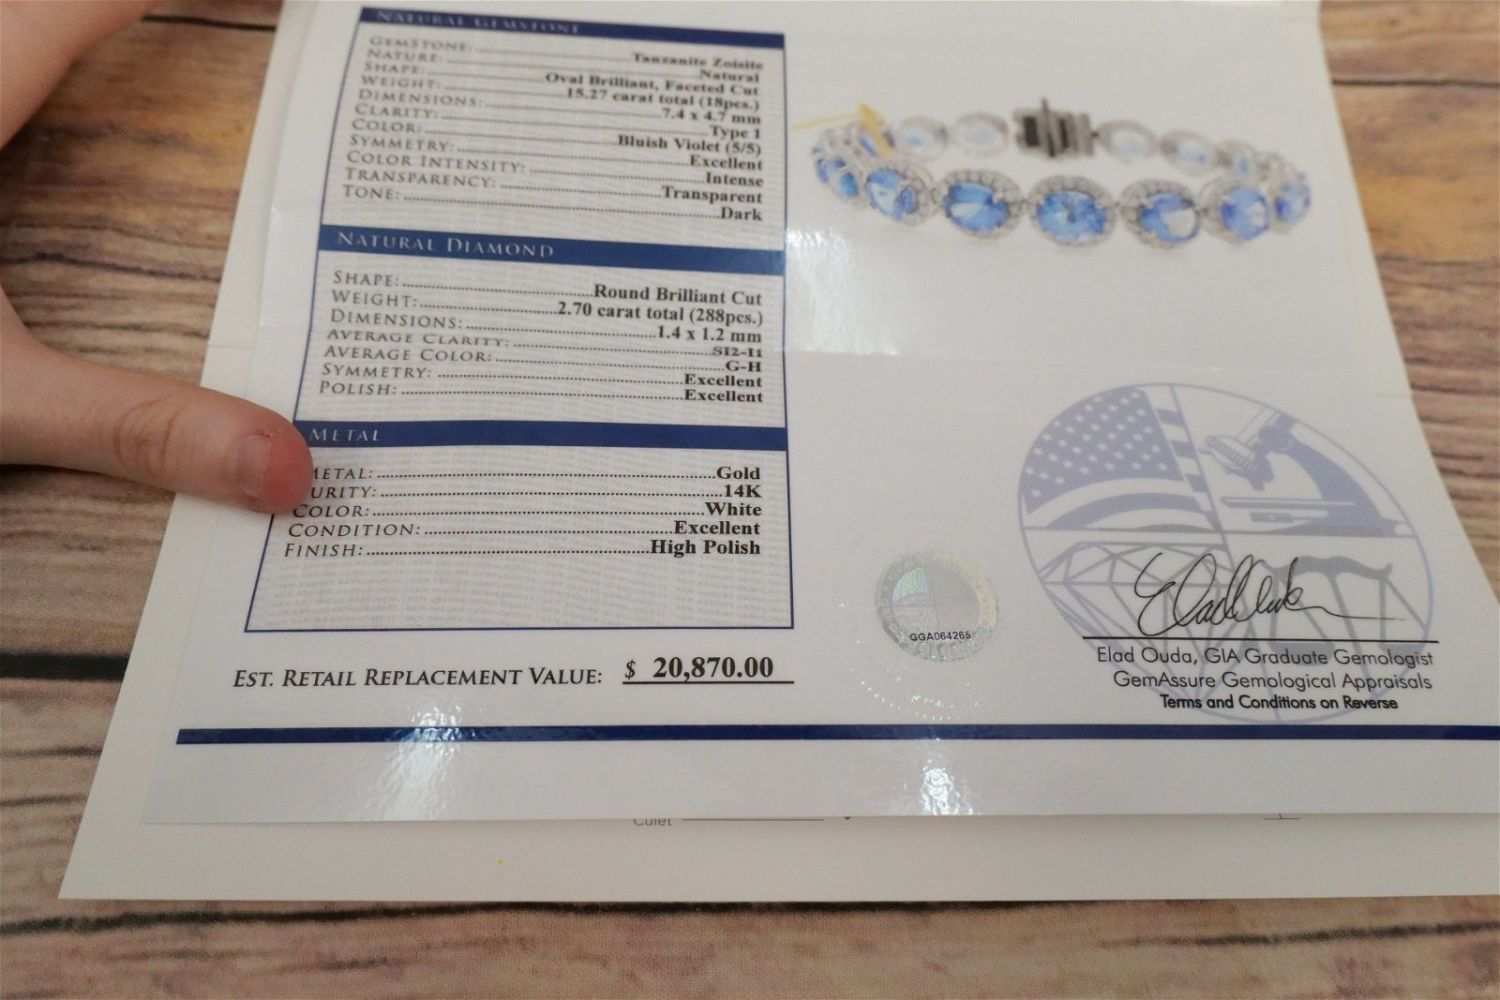 NATURAL GEMSTONE
GEMSTONE: Tanzanite Zoisite
NATURE: Natural
SHAPE: Oval Brilliant, Faceted Cut
WEIGHT: 15.27 carat total (18pcs.)
DIMENSIONS: 7.4 x 4.7 mm
CLARITY: Type 1
COLOR: Bluish Violet (5/5)
SYMMETRY: Excellent
COLOR INTENSITY: Intense
TRANSPARENCY: Transparent
TONE: Dark
NATURAL DIAMOND
SHAPE: Round Brilliant Cut
WEIGHT: 2.70 carat total (288pcs.)
DIMENSIONS: 1.4 x 1.2 mm
AVERAGE CLARITY: SI2-I1
AVERAGE COLOR: G-H
SYMMETRY: Excellent
POLISH: Excellent
METAL
METAL: Gold
URITY: 14K
COLOR: White
CONDITION: Excellent
FINISH: High Polish
EST. RETAIL REPLACEMENT VALUE: $ 20,870.00
GGA064265
Elad Ouda, GIA Graduate Gemologist
GemAssure Gemological Appraisals
Terms and Conditions on Reverse
Culet